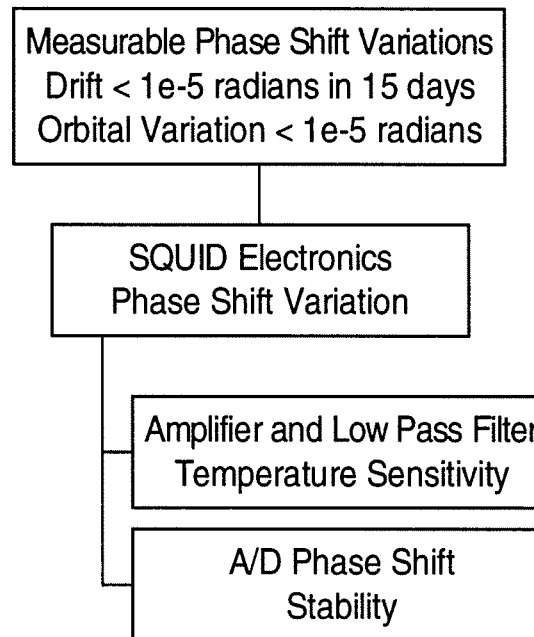 Measurable Phase Shift Variations
Drift < 1e-5 radians in 15 days
Orbital Variation < 1e-5 radians
SQUID Electronics
Phase Shift Variation
Amplifier and Low Pass Filter
Temperature Sensitivity
A/D Phase Shift
Stability